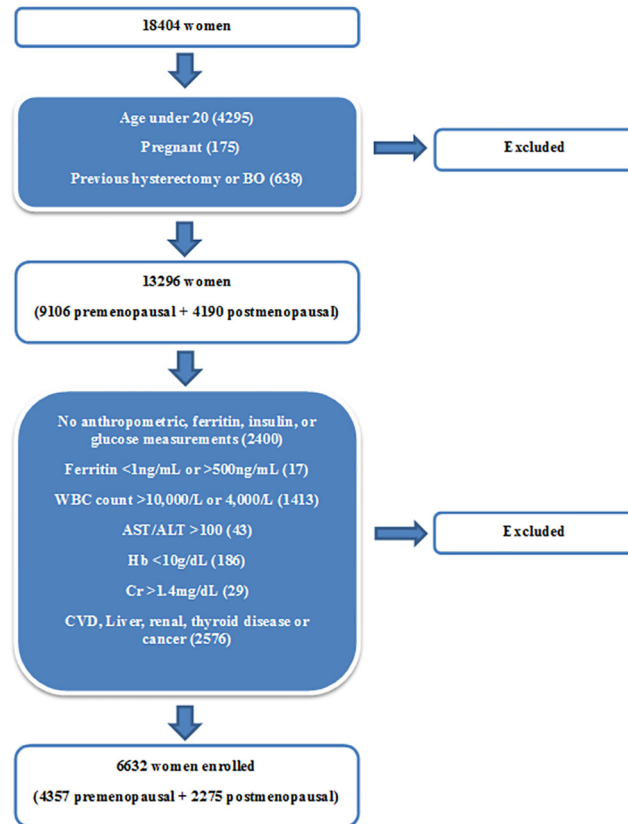 18404 women
Age under 20 (4295)
Pregnant (175)
Previous hysterectomy or BO (638)
Excluded
13296 women
(9106 premenopausal + 4190 postmenopausal)
No anthropometric, ferritin, insulin, or
glucose measurements (2400)
Ferritin <1ng/mL or >500ng/mL (17)
WBC count >10,000/L or 4,000/L (1413)
AST/ALT >100 (43)
Hb <10g/dL (186)
Cr >1.4mg/dL (29)
CVD, Liver, renal, thyroid disease or
cancer (2576)
Excluded
6632 women enrolled
(4357 premenopausal + 2275 postmenopausal)